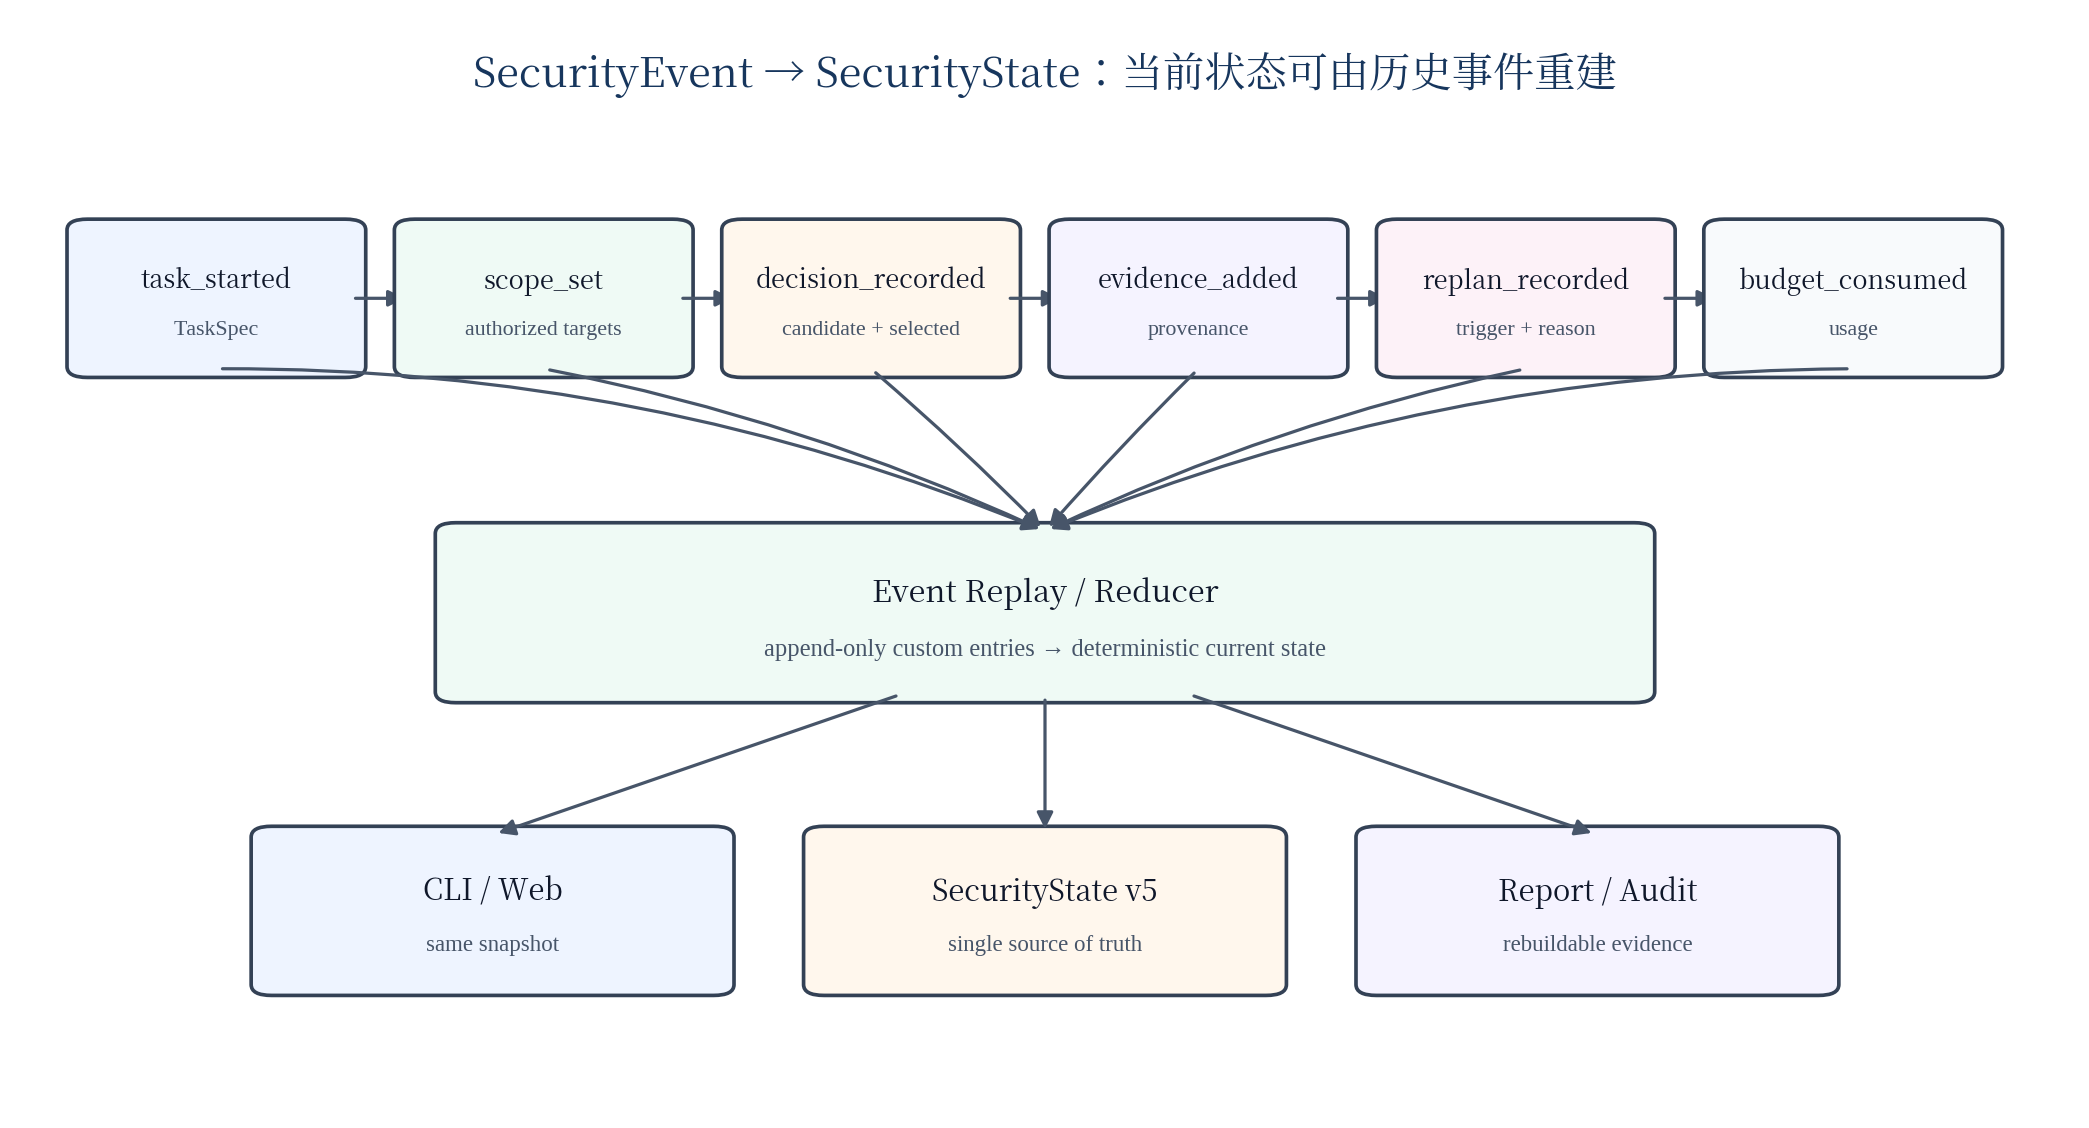 SecurityEvent → SecurityState：当前状态可由历史事件重建
task_started
TaskSpec
scope_set
authorized targets
decision_recorded
candidate + selected
evidence_added
provenance
replan_recorded
trigger + reason
budget_consumed
usage
Event Replay / Reducer
append-only custom entries → deterministic current state
CLI / Web
same snapshot
SecurityState v5
single source of truth
Report / Audit
rebuildable evidence